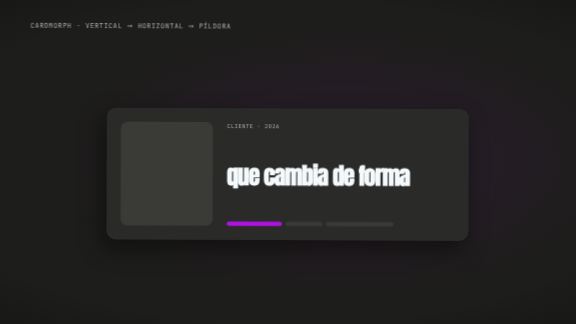 CARDMORPH - VERTICAL → HORIZONTAL → PÍLDORA
CLIENTE · 2026
que cambia de forma